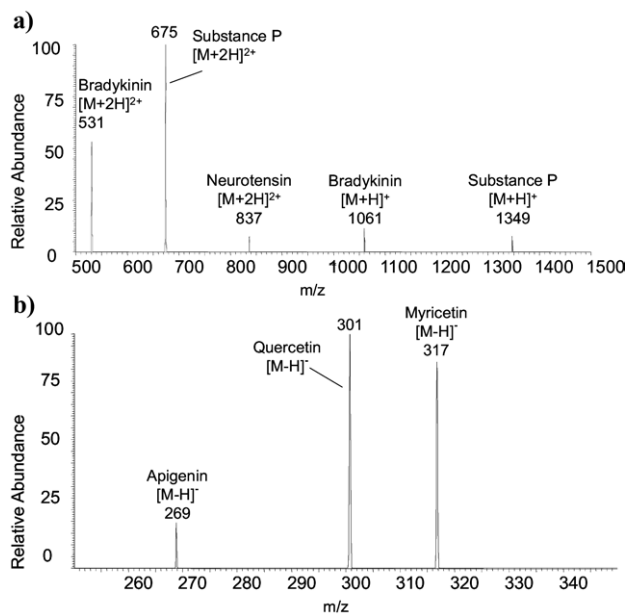 a)
100
75
50
25
0
Relative Abundance
675
Substance P
[M+2H]²⁺
Bradykinin
[M+2H]²⁺
531
Neurotensin
[M+2H]²⁺
837
Bradykinin
[M+H]⁺
1061
Substance P
[M+H]⁺
1349
500 600 700 800 900 1000 1100 1200 1300 1400 1500
m/z
b)
100
75
50
25
0
Relative Abundance
301
Quercetin
[M-H]⁻
Myricetin
[M-H]⁻
317
Apigenin
[M-H]⁻
269
260 270 280 290 300 310 320 330 340
m/z